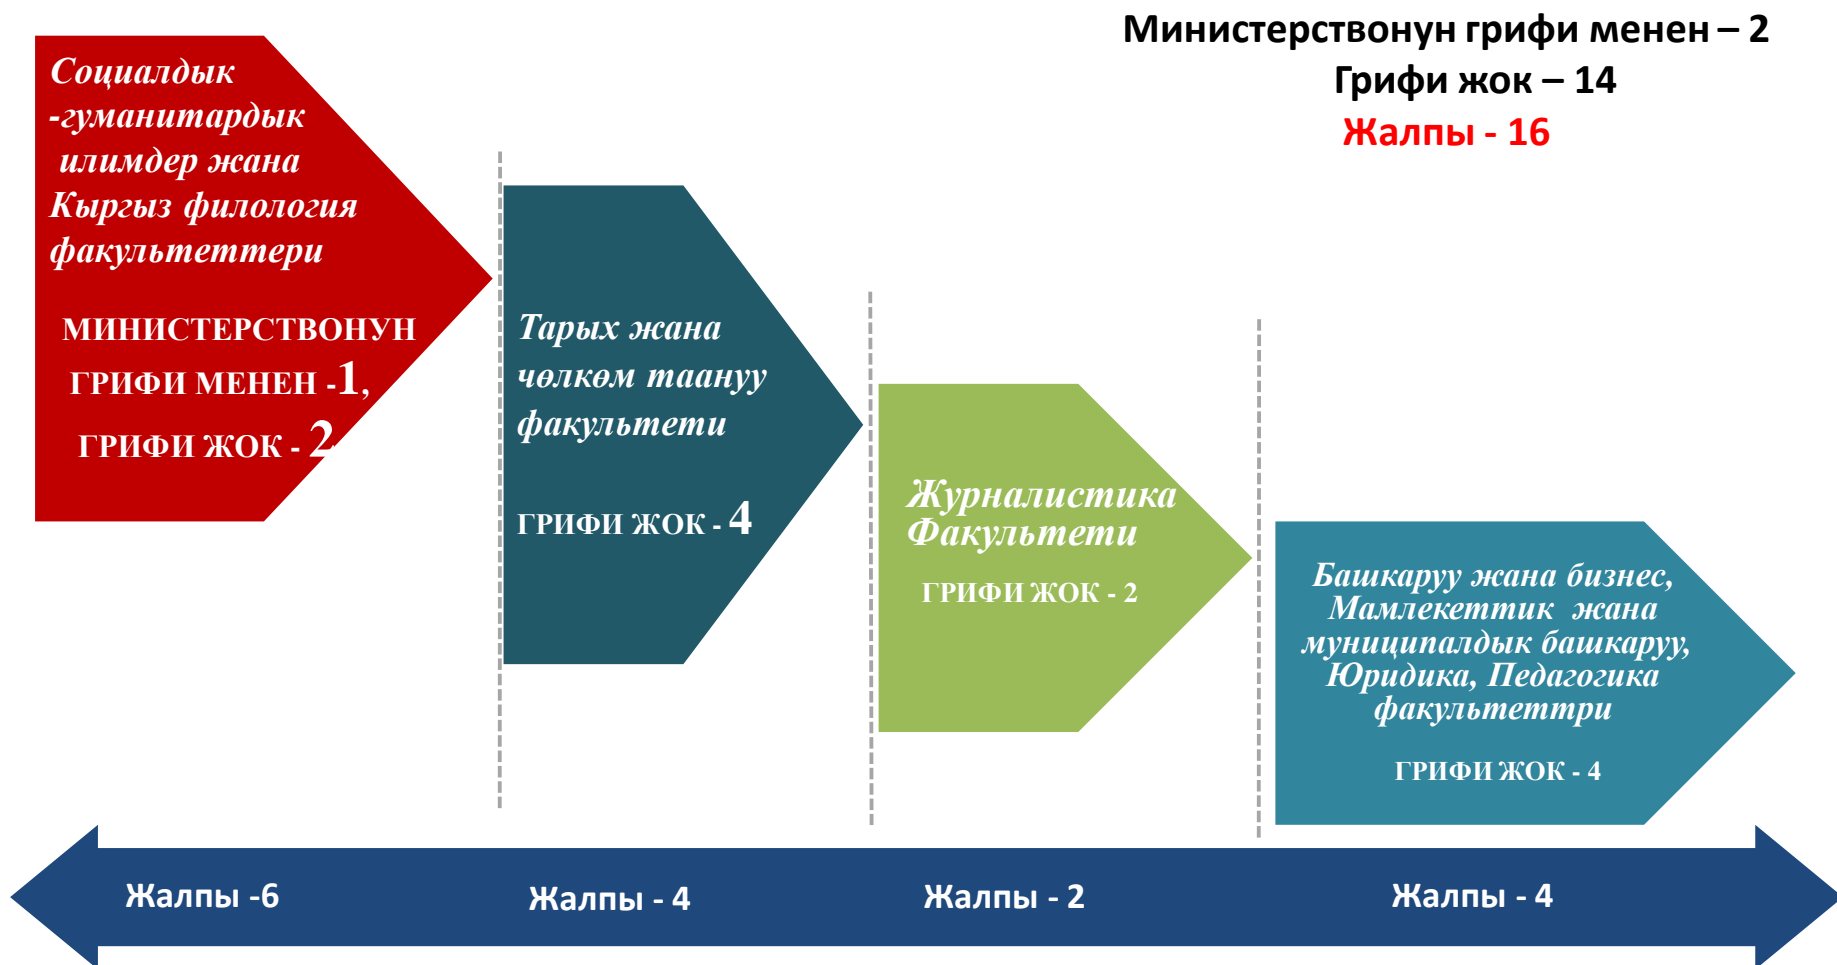 Министерствонун грифи менен – 2
Грифи жок – 14
Жалпы - 16
Социалдык
-гуманитардык
илимдер жана
Кыргыз филология
факультеттери
МИНИСТЕРСТВОНУН
ГРИФИ МЕНЕН -1,
ГРИФИ ЖОК - 2
Тарых жана
чөлкөм таануу
факультети
ГРИФИ ЖОК - 4
Журналистика
Факультети
ГРИФИ ЖОК - 2
Башкаруу жана бизнес,
Мамлекеттик жана
муниципалдык башкаруу,
Юридика, Педагогика
факультеттри
ГРИФИ ЖОК - 4
Жалпы -6
Жалпы - 4
Жалпы - 2
Жалпы - 4